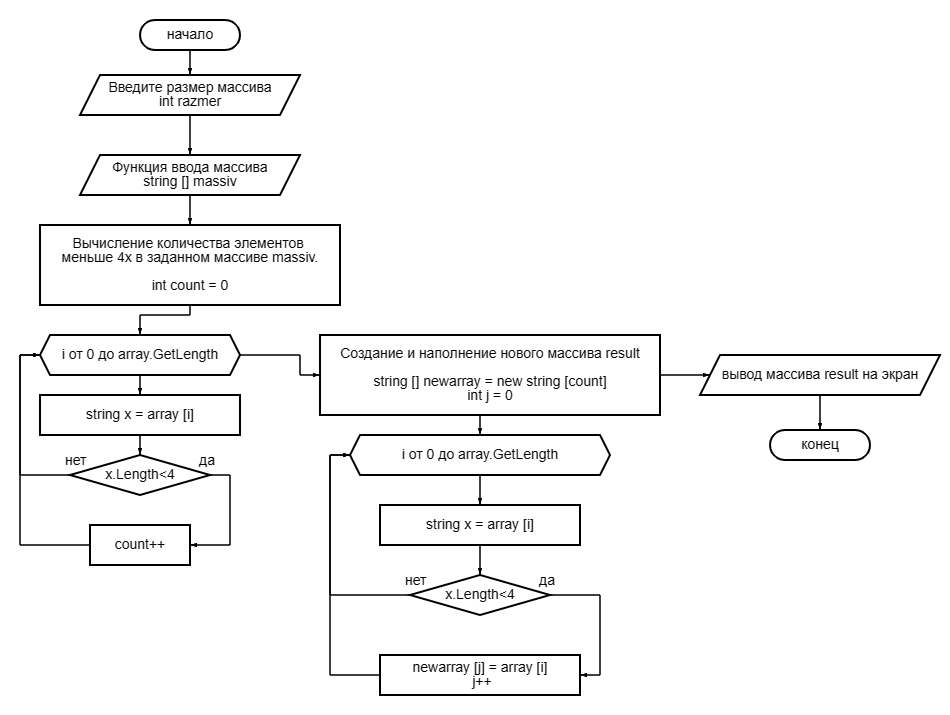 начало
Введите размер массива
int razmer
Функция ввода массива
string [] massiv
Вычисление количества элементов
меньше 4х в заданном массиве massiv.
int count = 0
i от 0 до array.GetLength
string x = array [i]
нет
да
x.Length<4
count++
Создание и наполнение нового массива result
string [] newarray = new string [count]
int j = 0
i от 0 до array.GetLength
string x = array [i]
нет
да
x.Length<4
newarray [j] = array [i]
j++
вывод массива result на экран
конец